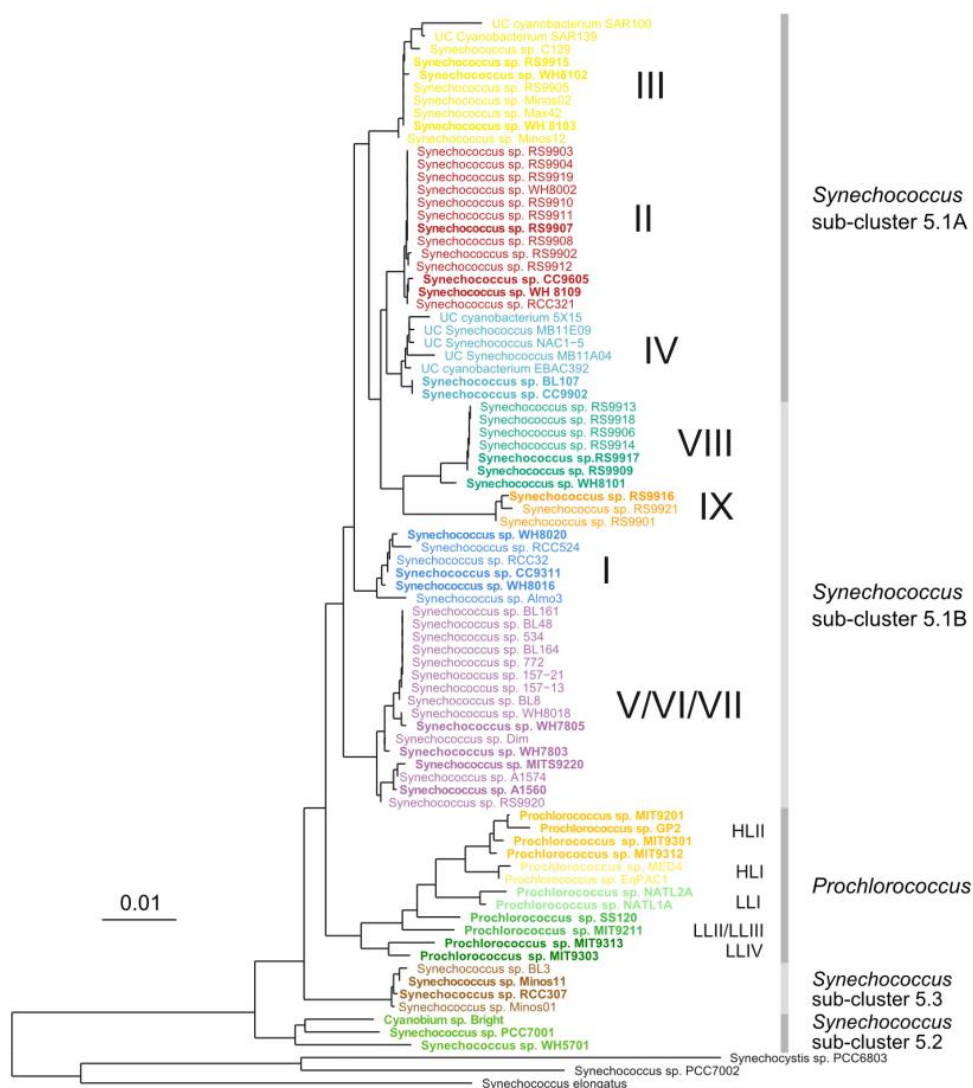 UC cyanobacterium SAR100
UC Cyanobacterium SAR139
Synechococcus sp. C129
Synechococcus sp. RS9915
Synechococcus sp. WH8102
Synechococcus sp. RS9905
Synechococcus sp. Minos02
Synechococcus sp. Max42
Synechococcus sp. WH 8103
Synechococcus sp. Minos12
III
Synechococcus sp. RS9903
Synechococcus sp. RS9904
Synechococcus sp. RS9919
Synechococcus sp. WH8002
Synechococcus sp. RS9910
Synechococcus sp. RS9911
Synechococcus sp. RS9907
Synechococcus sp. RS9908
Synechococcus sp. RS9902
Synechococcus sp. RS9912
Synechococcus sp. CC9605
Synechococcus sp. WH 8109
Synechococcus sp. RCC321
II
Synechococcus
sub-cluster 5.1A
UC cyanobacterium 5X15
UC Synechococcus MB11E09
UC Synechococcus NAC1−5
UC Synechococcus MB11A04
UC cyanobacterium EBAC392
Synechococcus sp. BL107
Synechococcus sp. CC9902
IV
Synechococcus sp. RS9913
Synechococcus sp. RS9918
Synechococcus sp. RS9906
Synechococcus sp. RS9914
Synechococcus sp.RS9917
Synechococcus sp. RS9909
Synechococcus sp. WH8101
VIII
Synechococcus sp. RS9916
Synechococcus sp. RS9921
Synechococcus sp. RS9901
IX
Synechococcus sp. WH8020
Synechococcus sp. RCC524
Synechococcus sp. RCC32
Synechococcus sp. CC9311
Synechococcus sp. WH8016
Synechococcus sp. Almo3
I
Synechococcus
sub-cluster 5.1B
Synechococcus sp. BL161
Synechococcus sp. BL48
Synechococcus sp. 534
Synechococcus sp. BL164
Synechococcus sp. 772
Synechococcus sp. 157−21
Synechococcus sp. 157−13
Synechococcus sp. BL8
Synechococcus sp. WH8018
Synechococcus sp. WH7805
Synechococcus sp. Dim
Synechococcus sp. WH7803
Synechococcus sp. MITS9220
Synechococcus sp. A1574
Synechococcus sp. A1560
Synechococcus sp. RS9920
V/VI/VII
Prochlorococcus sp. MIT9201
Prochlorococcus sp. GP2
Prochlorococcus sp. MIT9301
Prochlorococcus sp. MIT9312
HLII
Prochlorococcus sp. MED4
Prochlorococcus sp. EqPAC1
HLI
Prochlorococcus sp. NATL2A
Prochlorococcus sp. NATL1A
LLI
Prochlorococcus sp. SS120
Prochlorococcus sp. MIT9211
LLII/LLIII
Prochlorococcus sp. MIT9313
Prochlorococcus sp. MIT9303
LLIV
Prochlorococcus
0.01
Synechococcus sp. BL3
Synechococcus sp. Minos11
Synechococcus sp. RCC307
Synechococcus sp. Minos01
Synechococcus
sub-cluster 5.3
Cyanobium sp. Bright
Synechococcus sp. PCC7001
Synechococcus sp. WH5701
Synechococcus
sub-cluster 5.2
Synechocystis sp. PCC6803
Synechococcus sp. PCC7002
Synechococcus elongatus